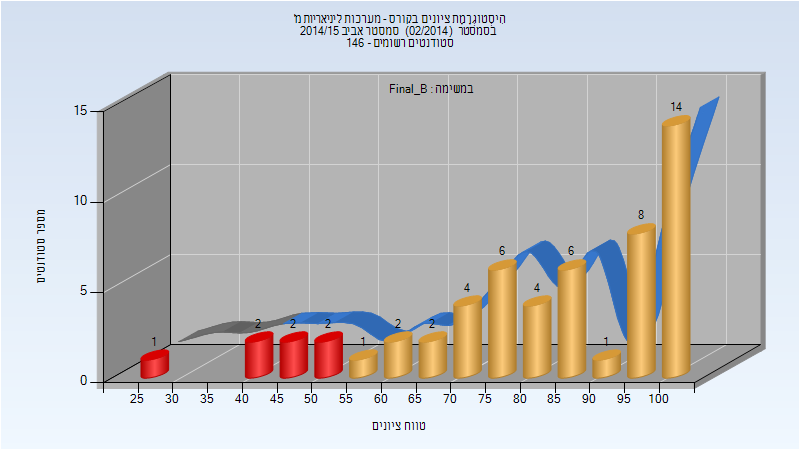 היסטוגרמת ציונים בקורס - מערכות ליניאריות מ'
בסמסטר (02/2014) סמסטר אביב 2014/15
סטודנטים רשומים - 146
במשימה : Final_B
מספר סטודנטים
15
10
5
0
1
2
2
2
1
2
2
4
6
4
6
1
8
14
25 30 35 40 45 50 55 60 65 70 75 80 85 90 95 100
טווח ציונים